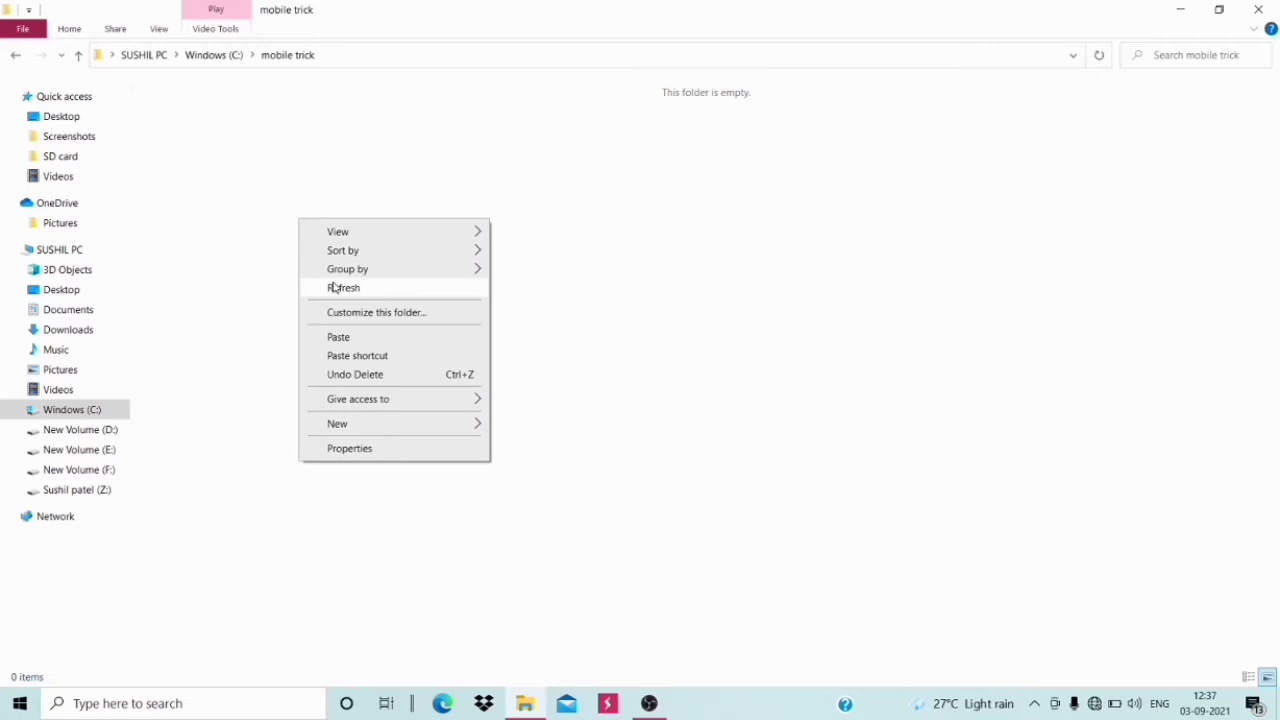 Play
mobile trick
File
Home
Share
View
Video Tools
SUSHIL PC
Windows (C:)
mobile trick
Search mobile trick
This folder is empty.
Quick access
Desktop
Screenshots
SD card
Videos
OneDrive
Pictures
SUSHIL PC
3D Objects
Desktop
Documents
Downloads
Music
Pictures
Videos
Windows (C:)
New Volume (D:)
New Volume (E:)
New Volume (F:)
Sushil patel (Z:)
Network
View
Sort by
Group by
Refresh
Customize this folder...
Paste
Paste shortcut
Undo Delete Ctrl+Z
Give access to
New
Properties
0 items
Type here to search
27°C Light rain
ENG
12:37
03-09-2021
13